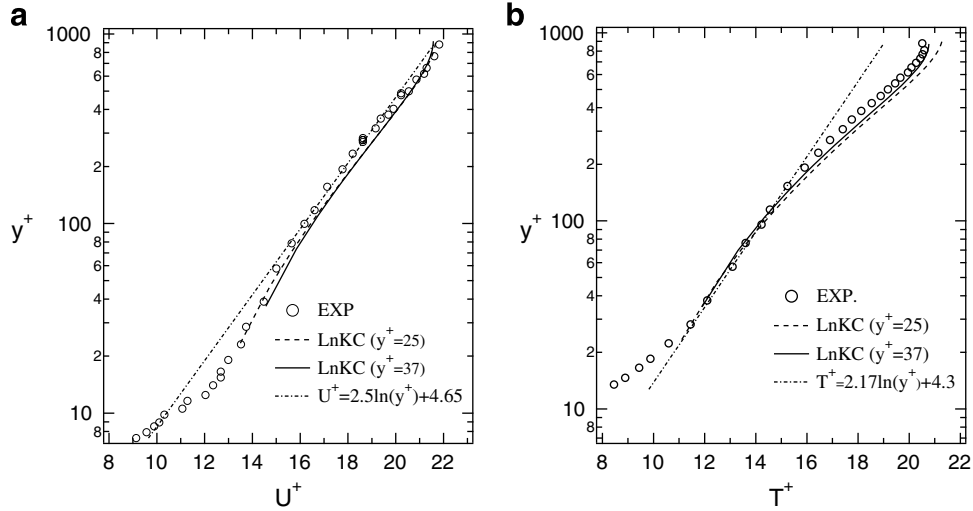 a
1000
8
6
4
2
100
8
6
4
2
10
8
y+
8 10 12 14 16 18 20 22
U+
EXP
LnKC (y+=25)
LnKC (y+=37)
U+=2.5ln(y+)+4.65
b
1000
8
6
4
2
100
8
6
4
2
10
8
6
y+
8 10 12 14 16 18 20 22
T+
EXP.
LnKC (y+=25)
LnKC (y+=37)
T+=2.17ln(y+)+4.3